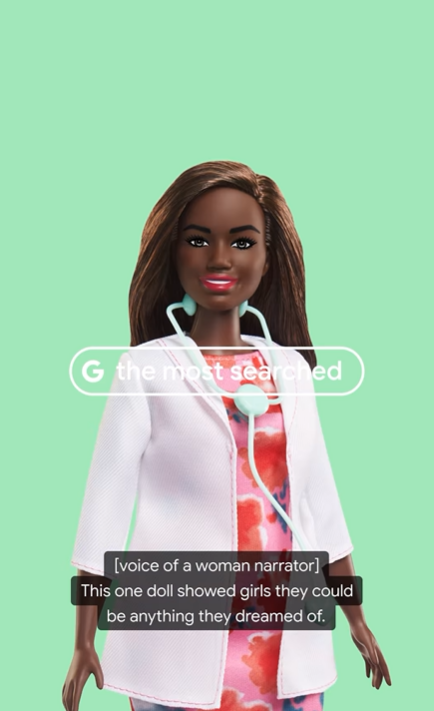 G the most searched
[voice of a woman narrator]
This one doll showed girls they could
be anything they dreamed of.